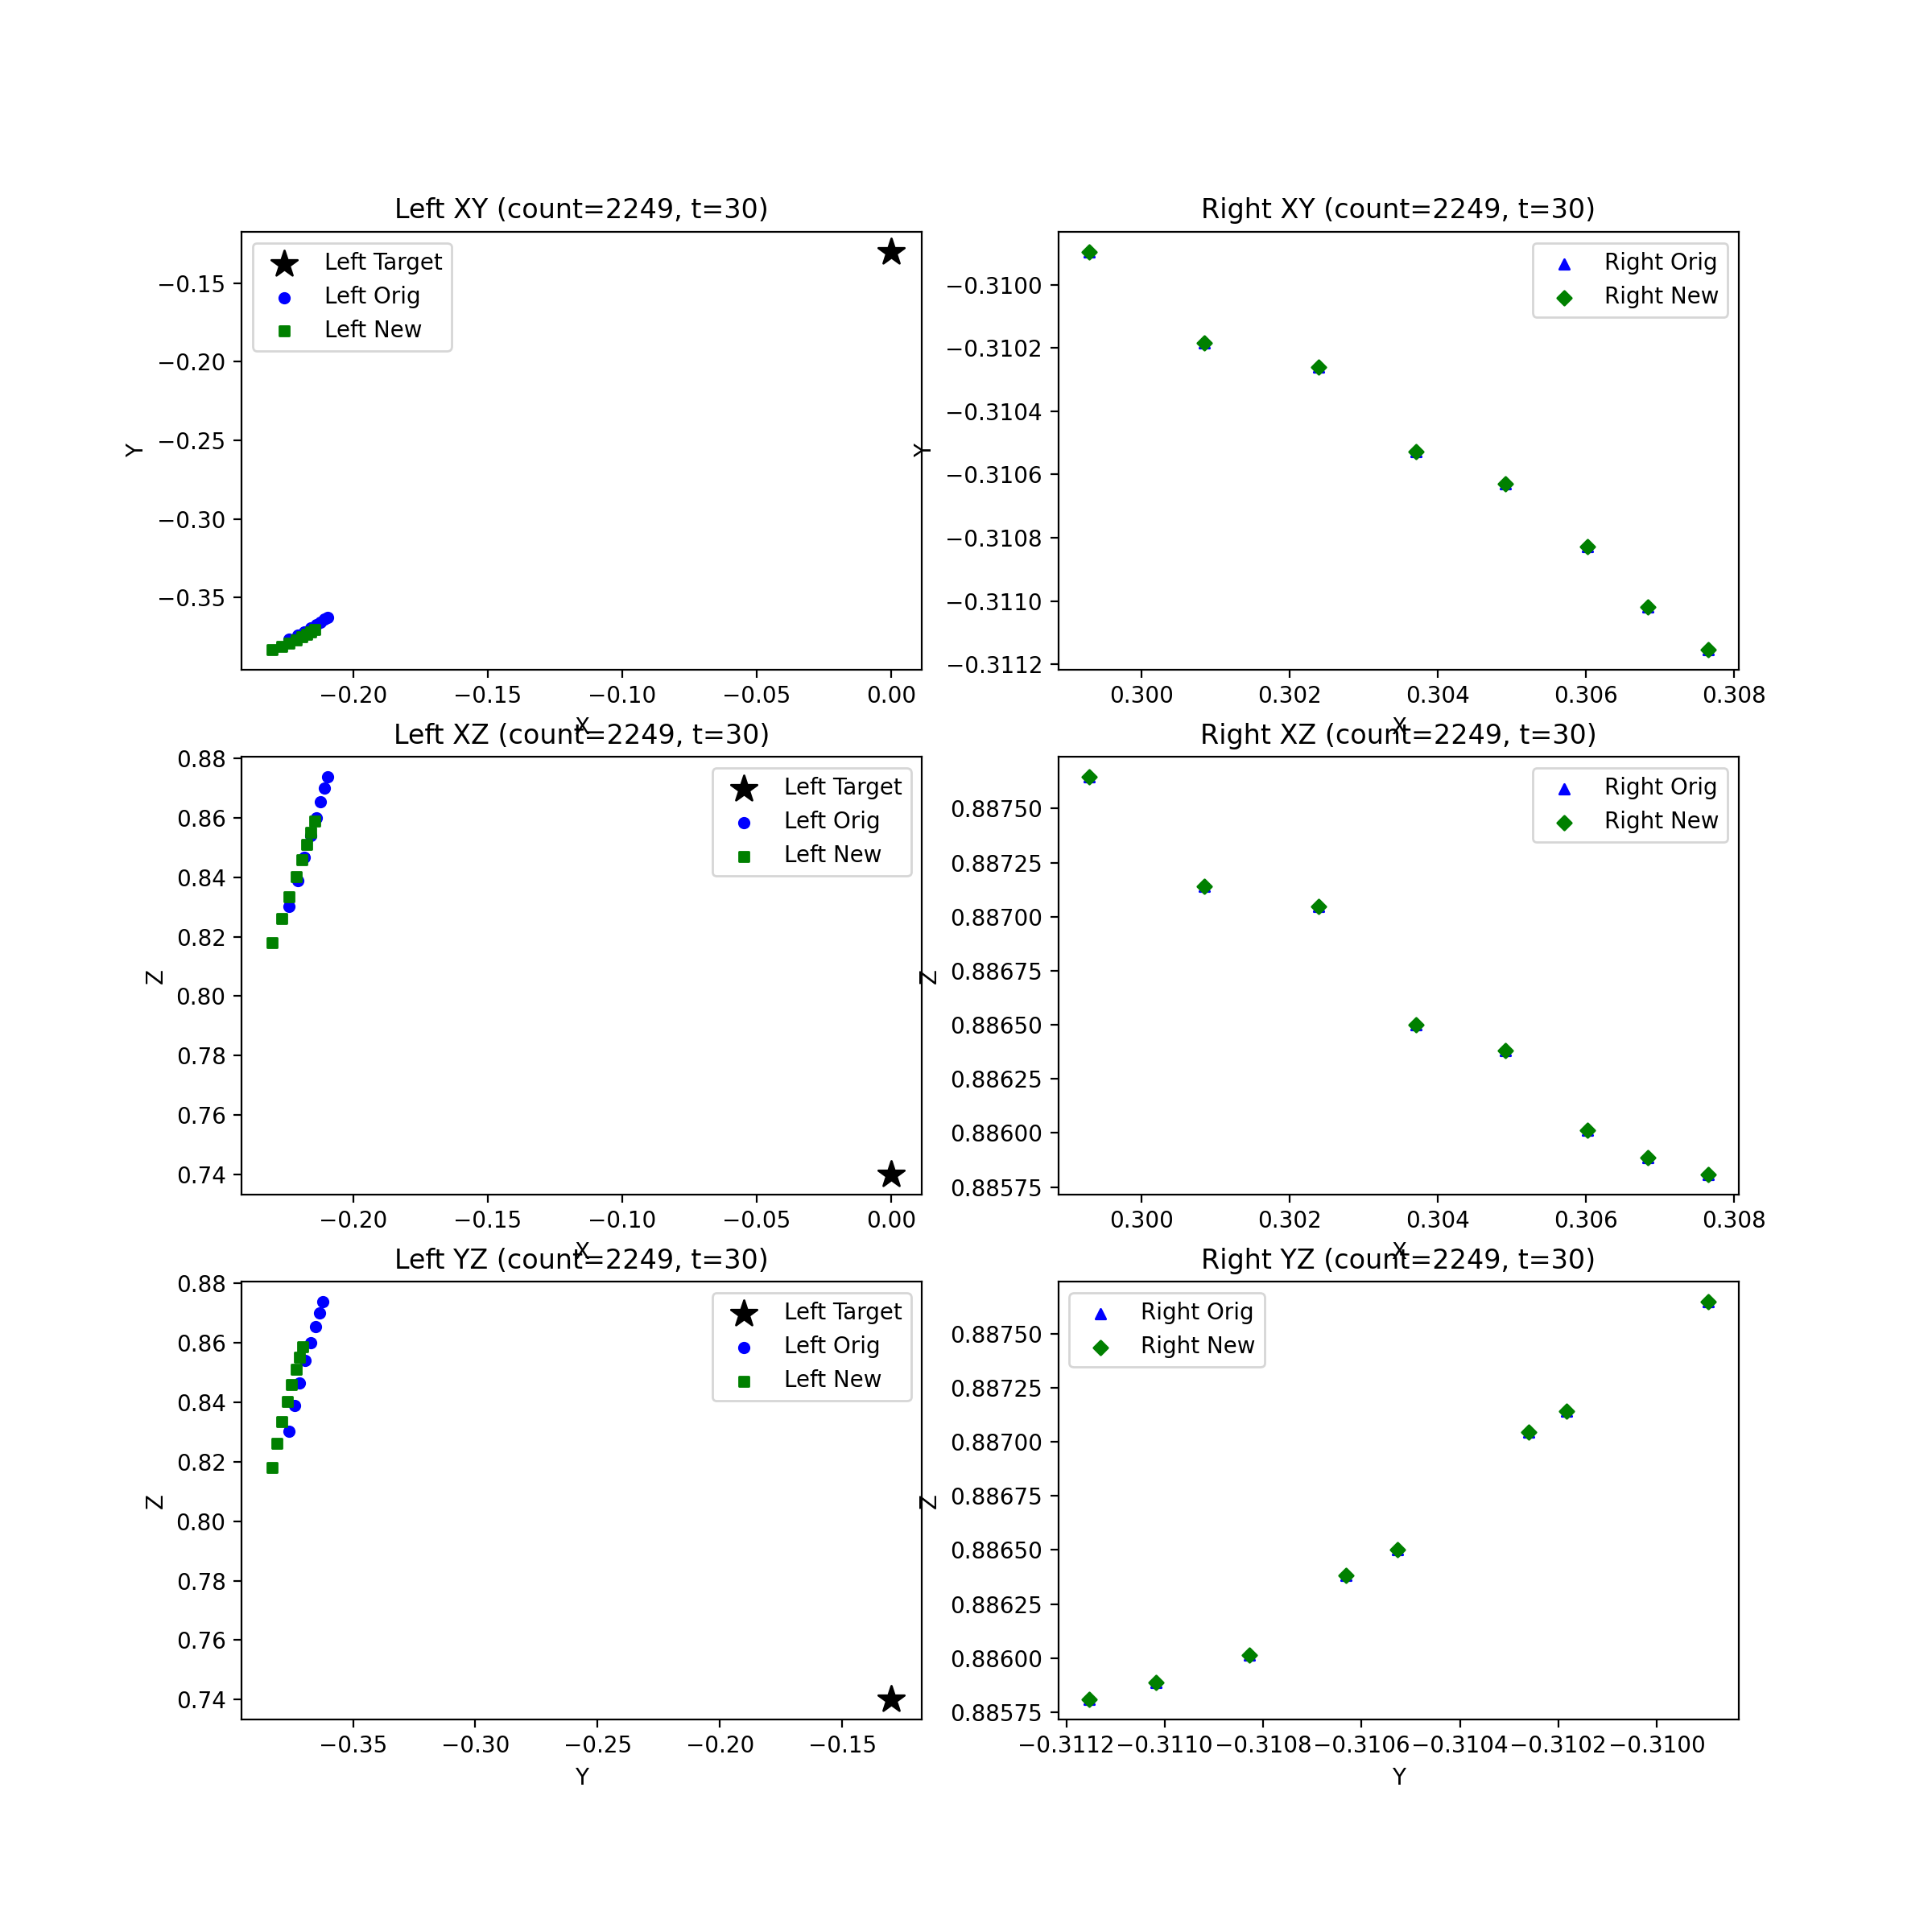 Left XY (count=2249, t=30)
Left Target
Left Orig
Left New
Y
−0.15
−0.20
−0.25
−0.30
−0.35
−0.20
−0.15
−0.10
−0.05
0.00
X
Right XY (count=2249, t=30)
Right Orig
Right New
Y
−0.3100
−0.3102
−0.3104
−0.3106
−0.3108
−0.3110
−0.3112
0.300
0.302
0.304
0.306
0.308
X
Left XZ (count=2249, t=30)
Left Target
Left Orig
Left New
Z
0.88
0.86
0.84
0.82
0.80
0.78
0.76
0.74
−0.20
−0.15
−0.10
−0.05
0.00
X
Right XZ (count=2249, t=30)
Right Orig
Right New
Z
0.88750
0.88725
0.88700
0.88675
0.88650
0.88625
0.88600
0.88575
0.300
0.302
0.304
0.306
0.308
X
Left YZ (count=2249, t=30)
Left Target
Left Orig
Left New
Z
0.88
0.86
0.84
0.82
0.80
0.78
0.76
0.74
−0.35
−0.30
−0.25
−0.20
−0.15
Y
Right YZ (count=2249, t=30)
Right Orig
Right New
Z
0.88750
0.88725
0.88700
0.88675
0.88650
0.88625
0.88600
0.88575
−0.3112
−0.3110
−0.3108
−0.3106
−0.3104
−0.3102
−0.3100
Y